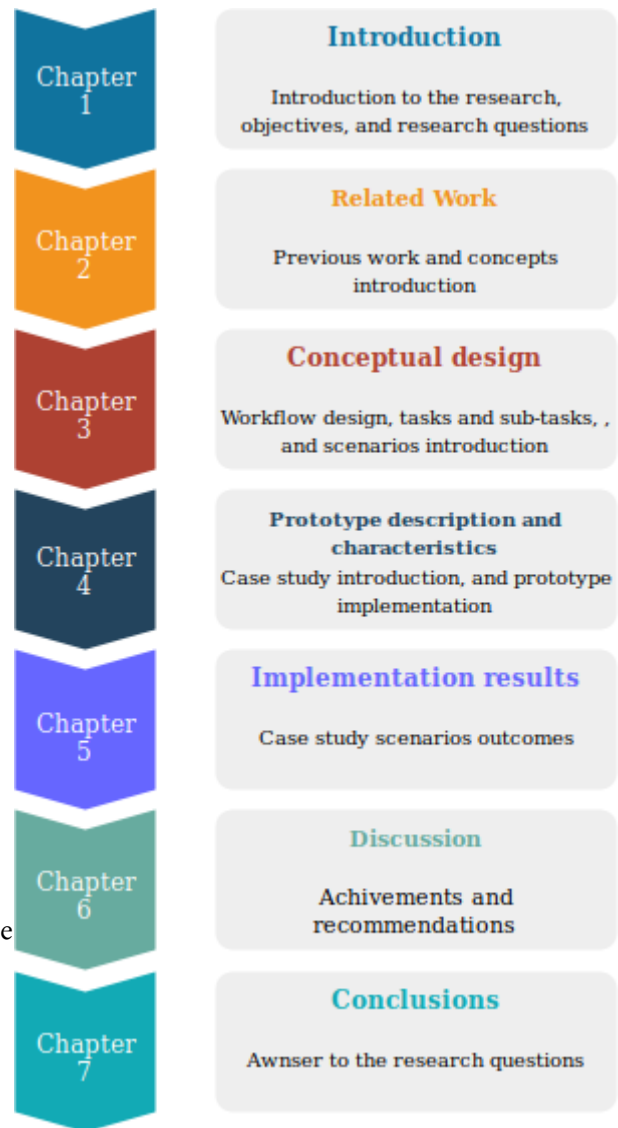 Chapter
1
Introduction
Introduction to the research,
objectives, and research questions
Chapter
2
Related Work
Previous work and concepts
introduction
Chapter
3
Conceptual design
Workflow design, tasks and sub-tasks, ,
and scenarios introduction
Chapter
4
Prototype description and
characteristics
Case study introduction, and prototype
implementation
Chapter
5
Implementation results
Case study scenarios outcomes
Chapter
6
Discussion
Achivements and
recommendations
e
Chapter
7
Conclusions
Awnser to the research questions